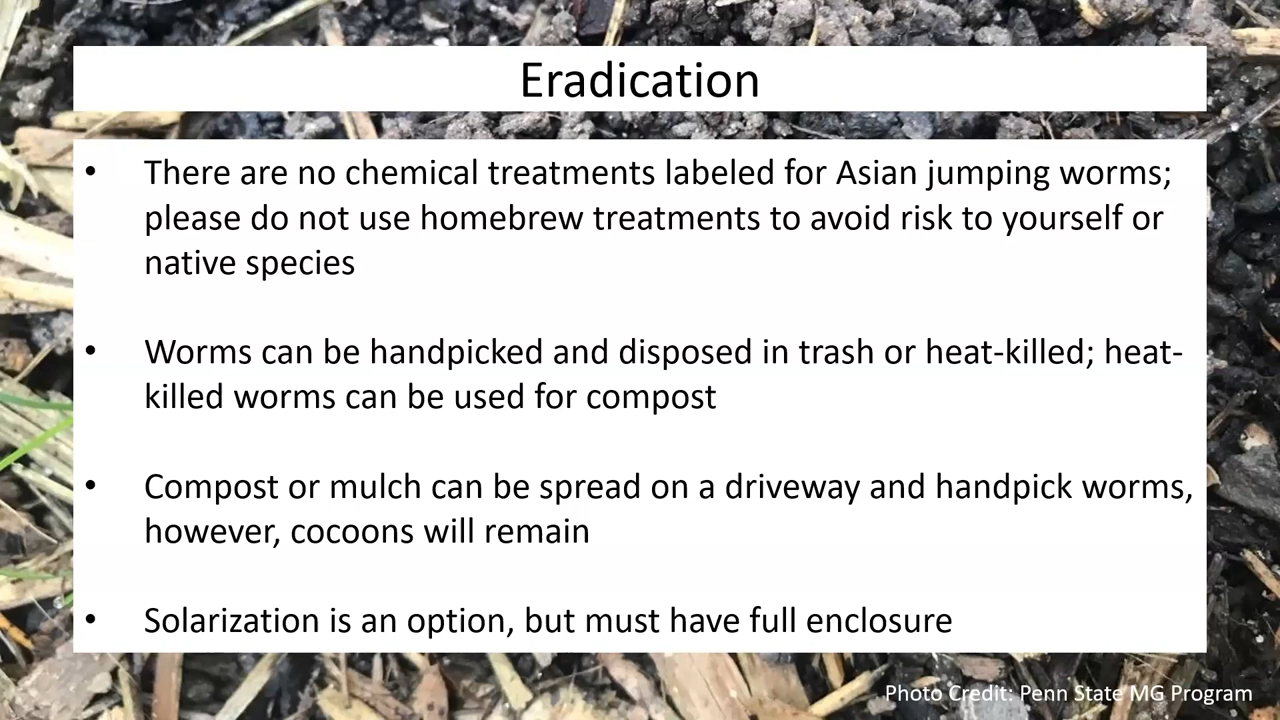 Eradication
• There are no chemical treatments labeled for Asian jumping worms;
please do not use homebrew treatments to avoid risk to yourself or
native species
• Worms can be handpicked and disposed in trash or heat-killed; heat-
killed worms can be used for compost
• Compost or mulch can be spread on a driveway and handpick worms,
however, cocoons will remain
• Solarization is an option, but must have full enclosure
Photo Credit: Penn State MG Program